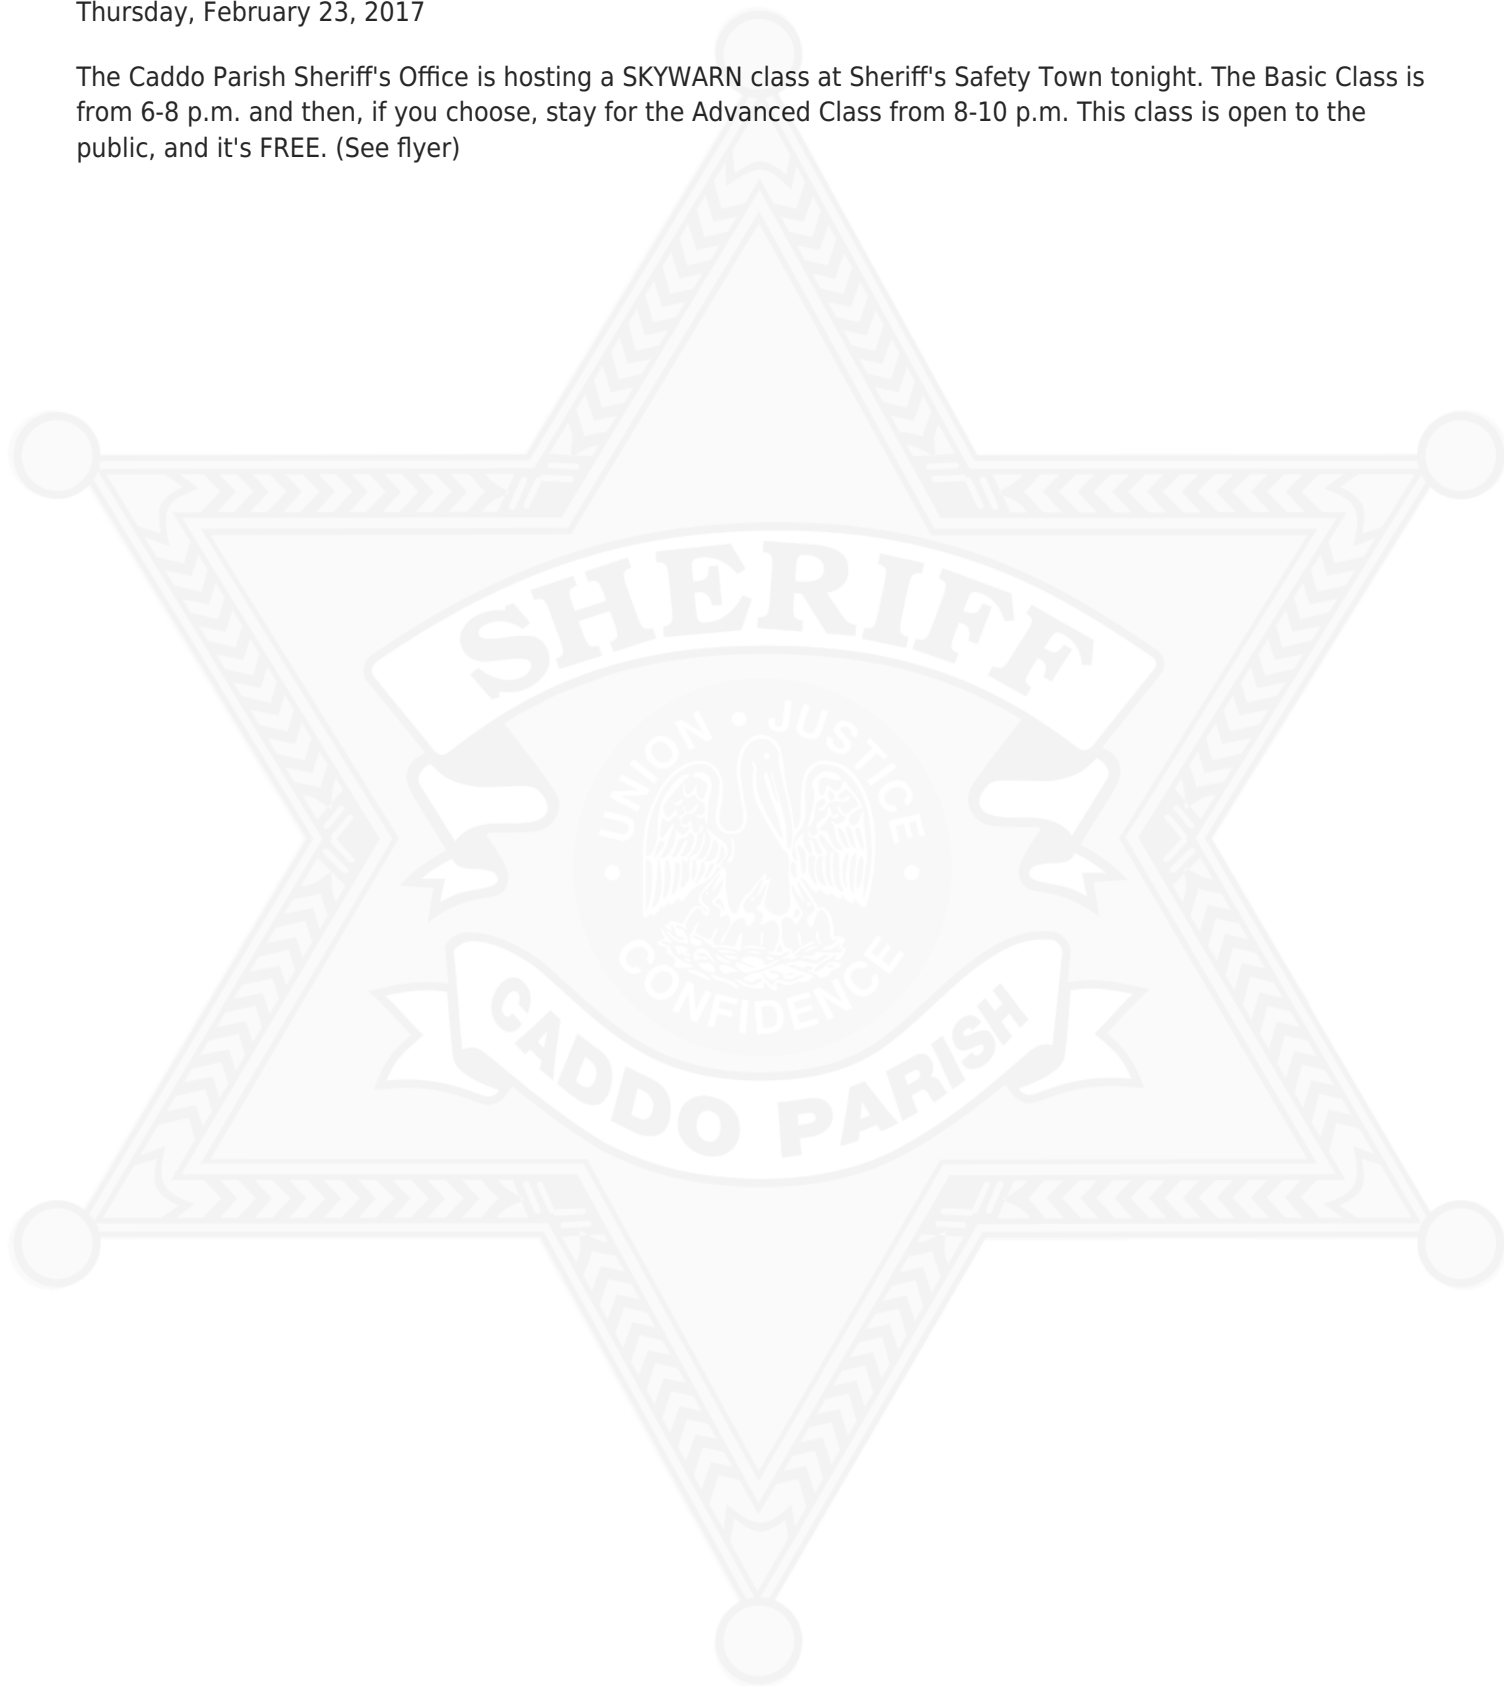 Thursday, February 23, 2017
The Caddo Parish Sheriff's Office is hosting a SKYWARN class at Sheriff's Safety Town tonight. The Basic Class is
from 6-8 p.m. and then, if you choose, stay for the Advanced Class from 8-10 p.m. This class is open to the
public, and it's FREE. (See flyer)
SHERIFF
UNION • JUSTICE
• CONFIDENCE •
CADDO PARISH